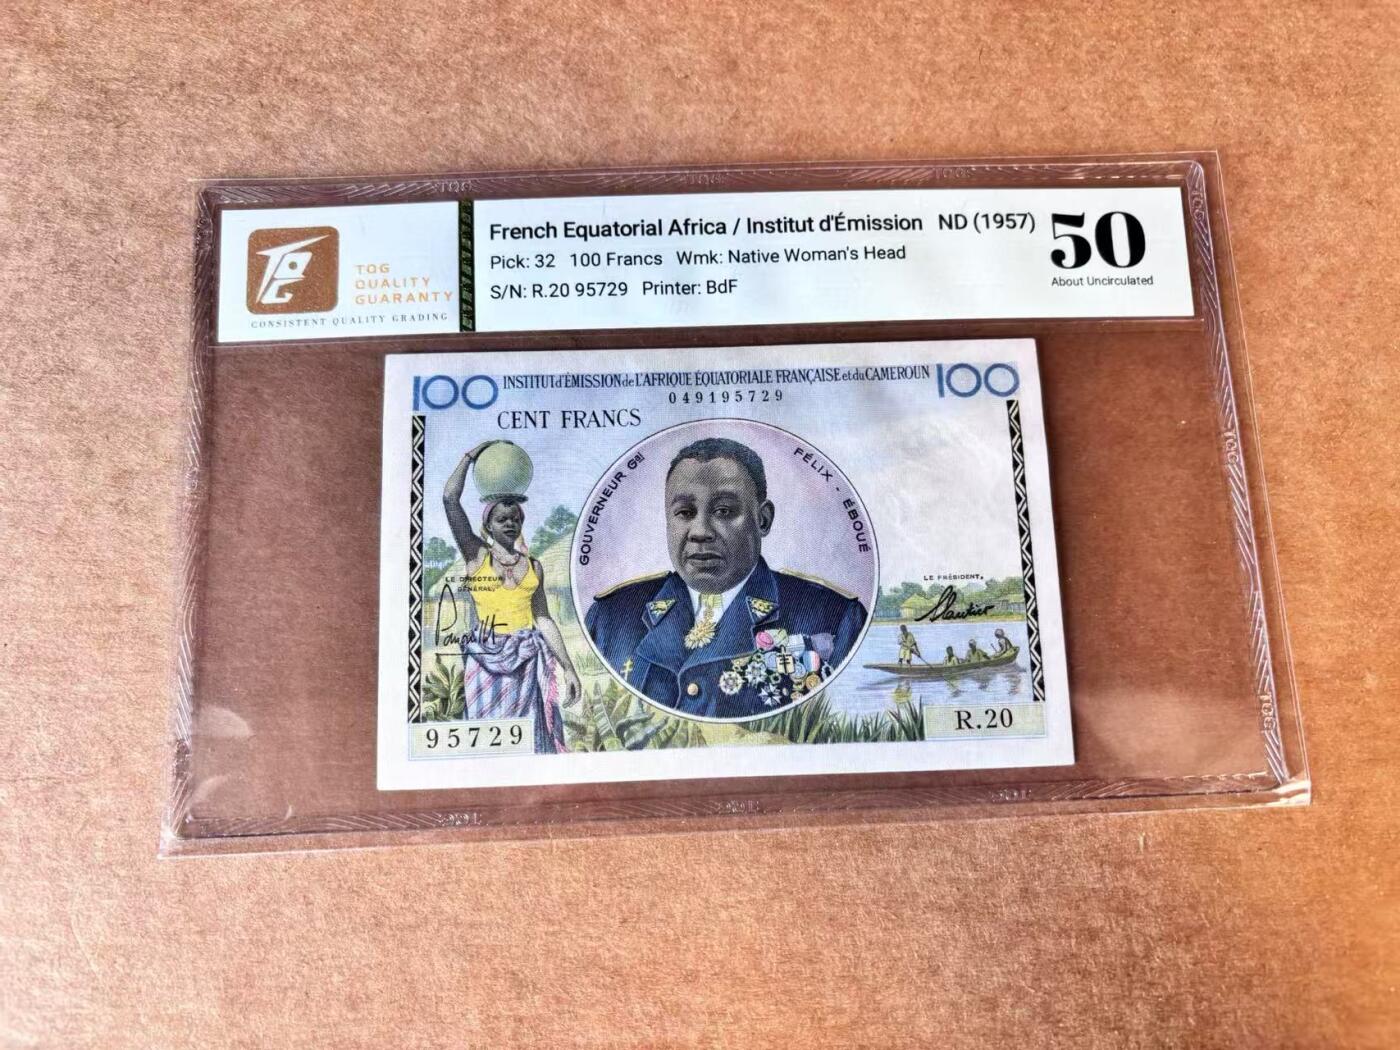 TQG
QUALITY
GUARANTY
CONSISTENT QUALITY GRADING
French Equatorial Africa / Institut d'Émission ND (1957)
Pick: 32 100 Francs Wmk: Native Woman's Head
S/N: R.20 95729 Printer: BdF
50
About Uncirculated
100 INSTITUT d'ÉMISSION de L'AFRIQUE ÉQUATORIALE FRANÇAISE et du CAMEROUN 100
049195729
CENT FRANCS
GOUVERNEUR Gal FÉLIX - ÉBOUÉ
LE DIRECTEUR
GÉNÉRAL,
LE PRÉSIDENT,
95729
R.20